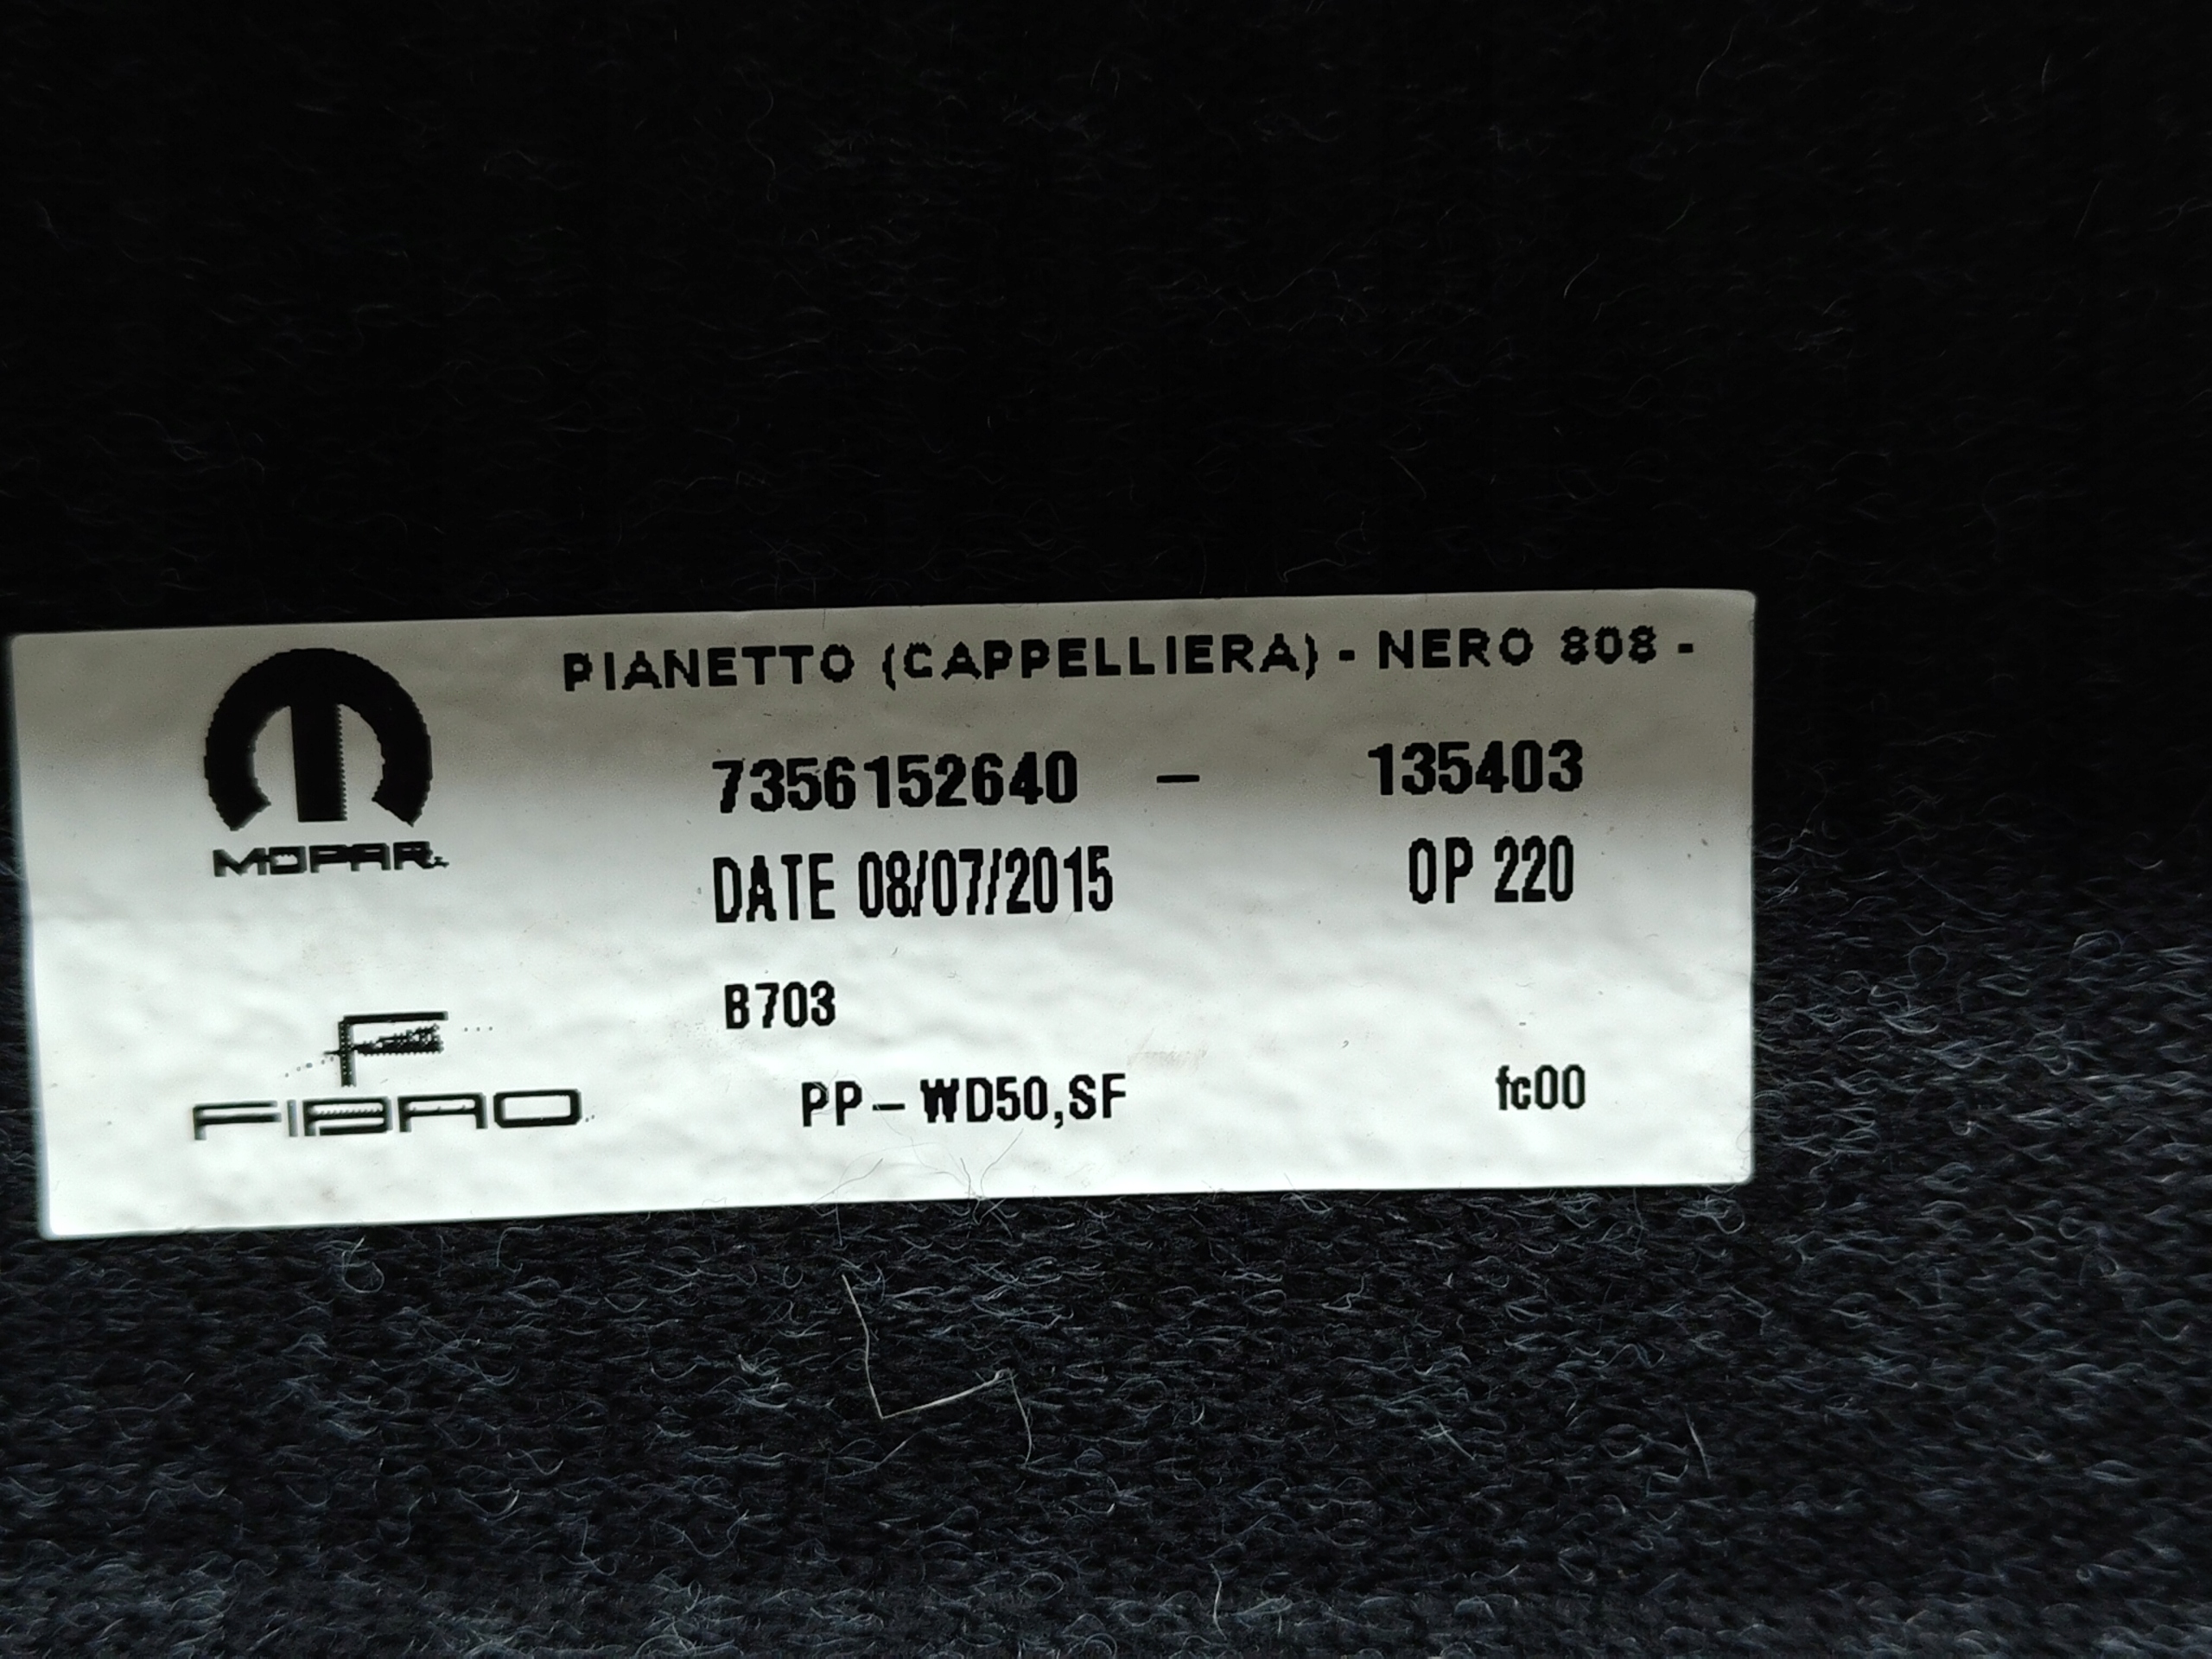 PIANETTO (CAPPELLIERA) - NERO 808 -
7356152640 - 135403
MOPAR
DATE 08/07/2015 OP 220
B703
FIBRO
PP - WD50,SF fc00